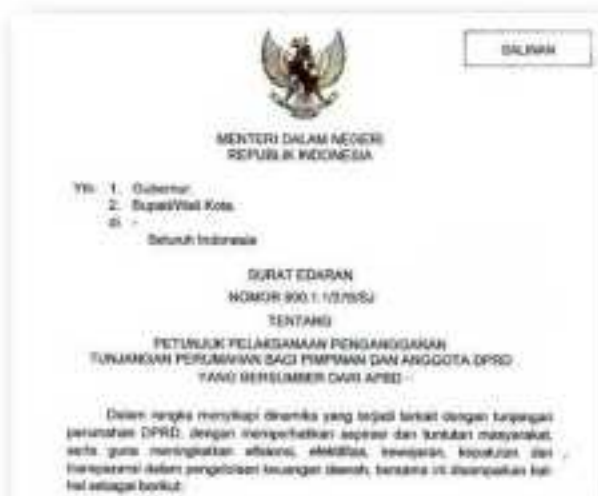 SALINAN
MENTERI DALAM NEGERI
REPUBLIK INDONESIA
Yth. 1. Gubernur
2. Bupati/Wali Kota
di -
Seluruh Indonesia
SURAT EDARAN
NOMOR
TENTANG
PETUNJUK PELAKSANAAN PENGANGGARAN
TUNJANGAN PERUMAHAN BAGI PIMPINAN DAN ANGGOTA DPRD
YANG BERSUMBER DARI APBD
Dalam rangka menyikapi dinamika yang terjadi terkait dengan tunjangan
perumahan DPRD, dengan memperhatikan aspirasi dan tuntutan masyarakat,
serta guna meningkatkan efisiensi, efektifitas, kewajaran, kepatutan dan
transparansi dalam pengelolaan keuangan daerah, bersama ini disampaikan hal-
hal sebagai berikut: